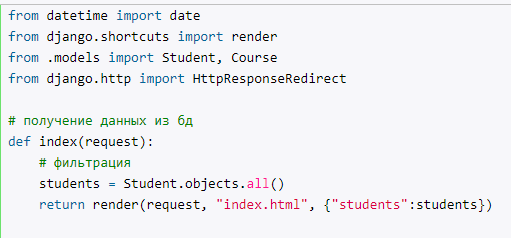 from datetime import date
from django.shortcuts import render
from .models import Student, Course
from django.http import HttpResponseRedirect
# получение данных из бд
def index(request):
# фильтрация
students = Student.objects.all()
return render(request, "index.html", {"students":students})